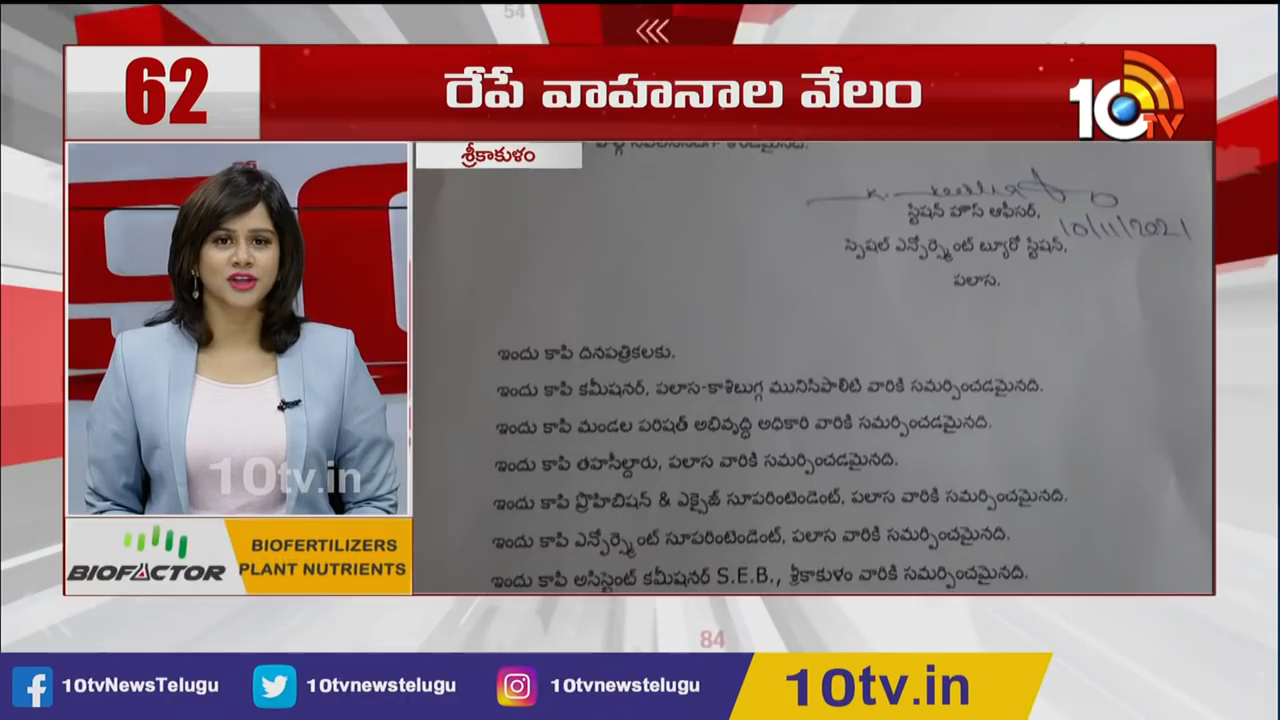 54
62
రేపే వాహనాల వేలం
10TV
శ్రీకాకుళం
స్టేషన్ హౌస్ ఆఫీసర్,
10/11/2021
స్పెషల్ ఎన్ఫోర్స్మెంట్ బ్యూరో స్టేషన్,
పలాస.
ఇందు కాపి దినపత్రికలకు.
ఇందు కాపి కమీషనర్, పలాస-కాశిబుగ్గ మునిసిపాలిటి వారికి సమర్పించడమైనది.
ఇందు కాపి మండల పరిషత్ అభివృద్ధి అధికారి వారికి సమర్పించడమైనది.
ఇందు కాపి తహసీల్దారు, పలాస వారికి సమర్పించడమైనది.
ఇందు కాపి ప్రొహిబిషన్ & ఎక్సైజ్ సూపరింటెండెంట్, పలాస వారికి సమర్పించమైనది.
ఇందు కాపి ఎన్ఫోర్స్మెంట్ సూపరింటెండెంట్, పలాస వారికి సమర్పించమైనది.
ఇందు కాపీ అసిస్టెంట్ కమీషనర్ S.E.B., శ్రీకాకుళం వారికి సమర్పించమైనది.
10tv.in
BIOFACTOR
BIOFERTILIZERS
PLANT NUTRIENTS
84
10tvNewsTelugu
10tvnewstelugu
10tvnewstelugu
10tv.in